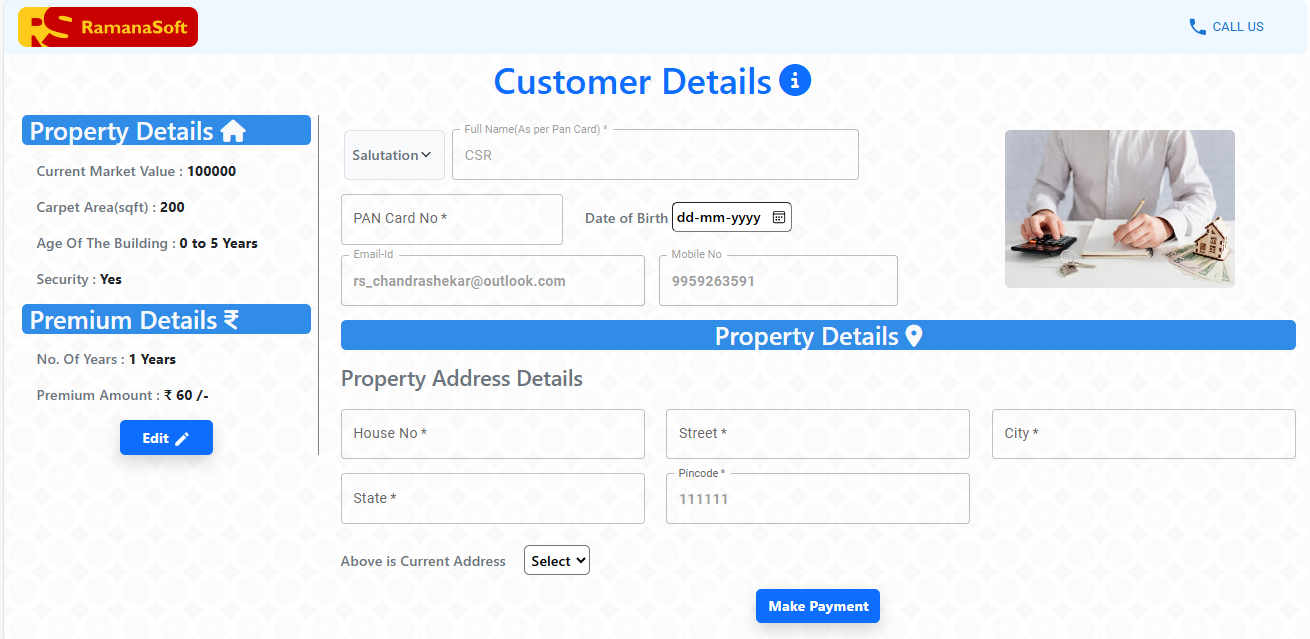 RS RamanaSoft
CALL US
Customer Details
Property Details
Current Market Value : 100000
Carpet Area(sqft) : 200
Age Of The Building : 0 to 5 Years
Security : Yes
Premium Details ₹
No. Of Years : 1 Years
Premium Amount : ₹ 60 /-
Edit
Salutation
Full Name(As per Pan Card) *
CSR
PAN Card No *
Date of Birth dd-mm-yyyy
Email-Id
rs_chandrashekar@outlook.com
Mobile No
9959263591
Property Details
Property Address Details
House No *
Street *
City *
State *
Pincode *
111111
Above is Current Address Select
Make Payment